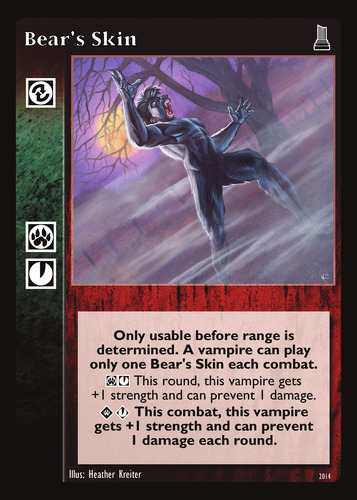 Bear's Skin
Only usable before range is
determined. A vampire can play
only one Bear's Skin each combat.
This round, this vampire gets
+1 strength and can prevent 1 damage.
This combat, this vampire
gets +1 strength and can prevent
1 damage each round.
Illus: Heather Kreiter
2014